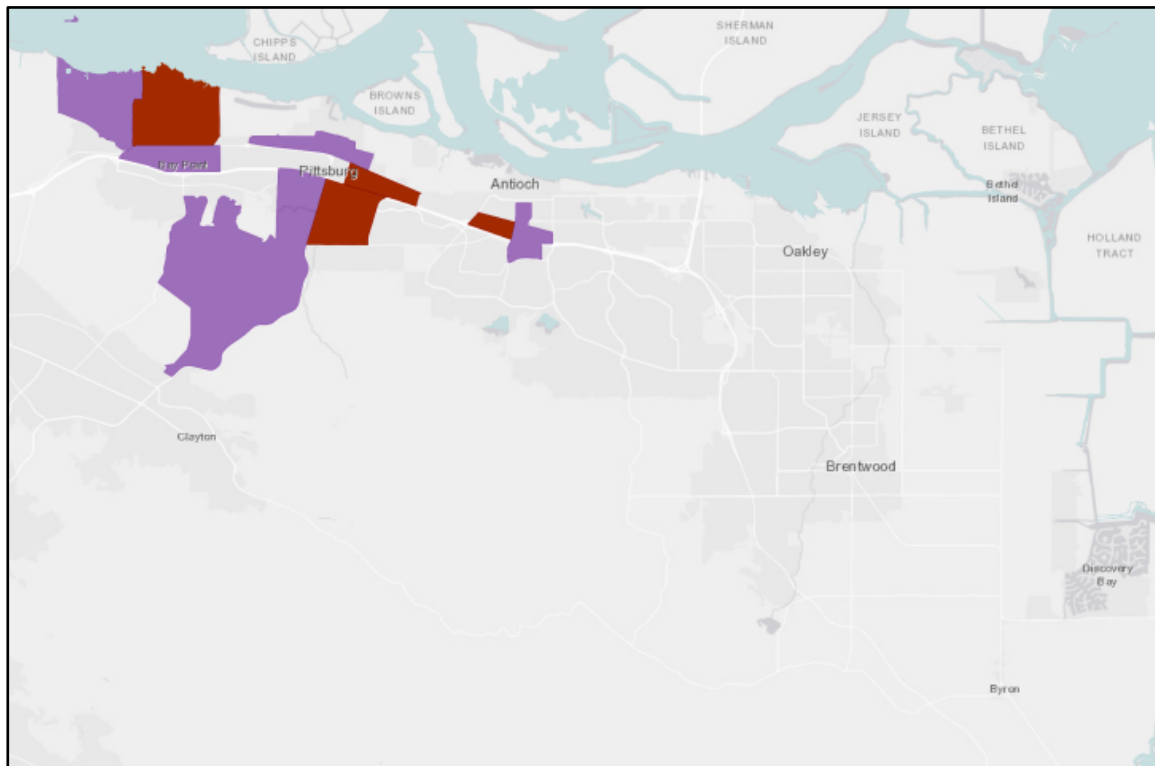 SHERMAN
ISLAND
CHIPPS
ISLAND
BROWNS
ISLAND
JERSEY
ISLAND
BETHEL
ISLAND
Bay Point
Pittsburg
Antioch
Bethel
Island
HOLLAND
TRACT
Oakley
Clayton
Brentwood
Discovery
Bay
Byron